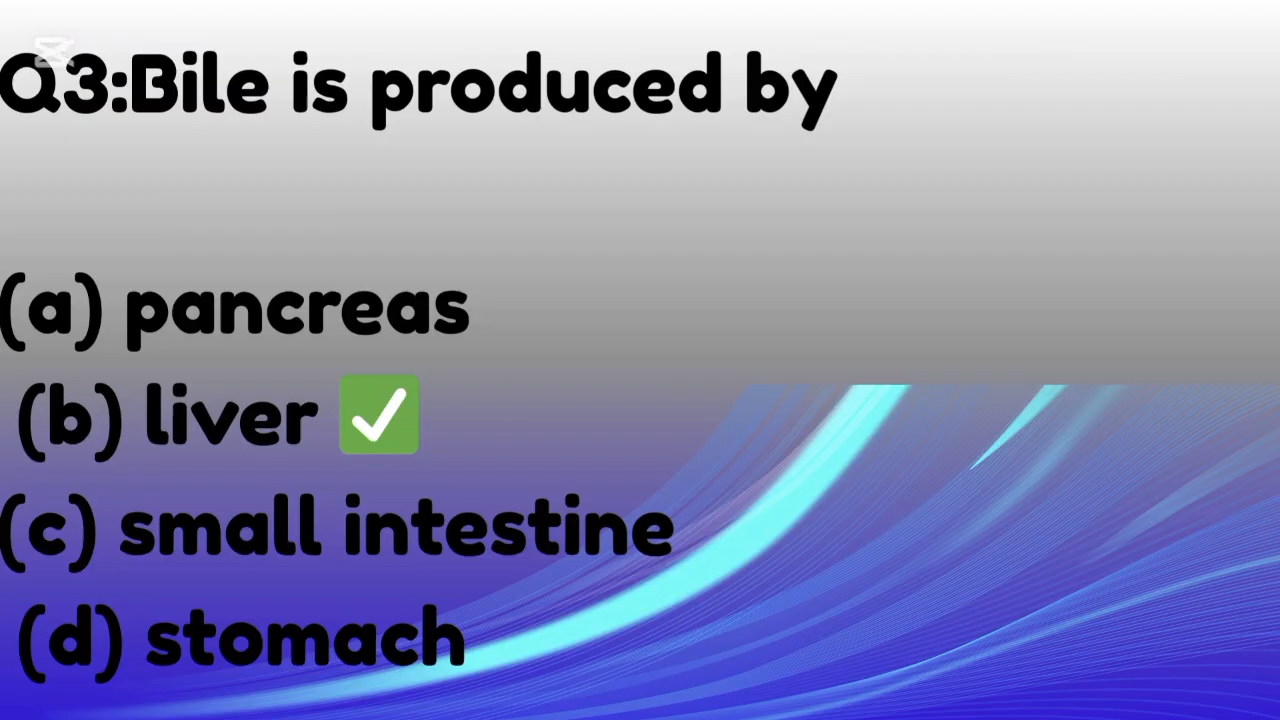 Q3:Bile is produced by
(a) pancreas
(b) liver ✅
(c) small intestine
(d) stomach